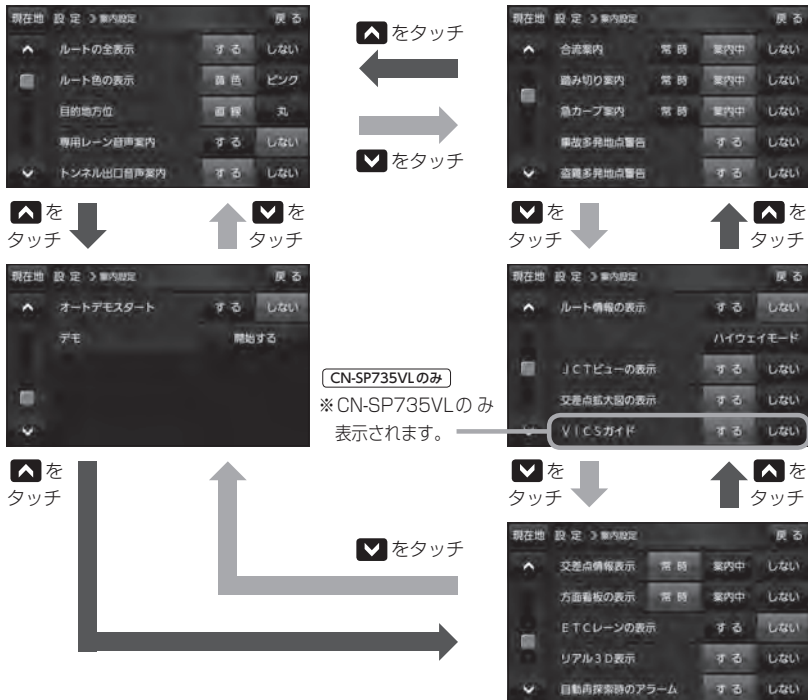 現在地 設定 > 案内設定 戻る
ルートの全表示 する しない
ルート色の表示 黄色 ピンク
目的地方位 直線 丸
専用レーン音声案内 する しない
トンネル出口音声案内 する しない
をタッチ
をタッチ
現在地 設定 > 案内設定 戻る
合流案内 常時 案内中 しない
踏み切り案内 常時 案内中 しない
急カーブ案内 常時 案内中 しない
事故多発地点警告 する しない
盗難多発地点警告 する しない
を
タッチ
を
タッチ
を
タッチ
を
タッチ
現在地 設定 > 案内設定 戻る
オートデモスタート する しない
デモ 開始する
CN-SP735VLのみ
※CN-SP735VLのみ
表示されます。
現在地 設定 > 案内設定 戻る
ルート情報の表示 する しない
ハイウェイモード
JCTビューの表示 する しない
交差点拡大図の表示 する しない
VICSガイド する しない
を
タッチ
をタッチ
を
タッチ
を
タッチ
現在地 設定 > 案内設定 戻る
交差点情報表示 常時 案内中 しない
方面看板の表示 常時 案内中 しない
ETCレーンの表示 する しない
リアル3D表示 する しない
自動再探索時のアラーム する しない